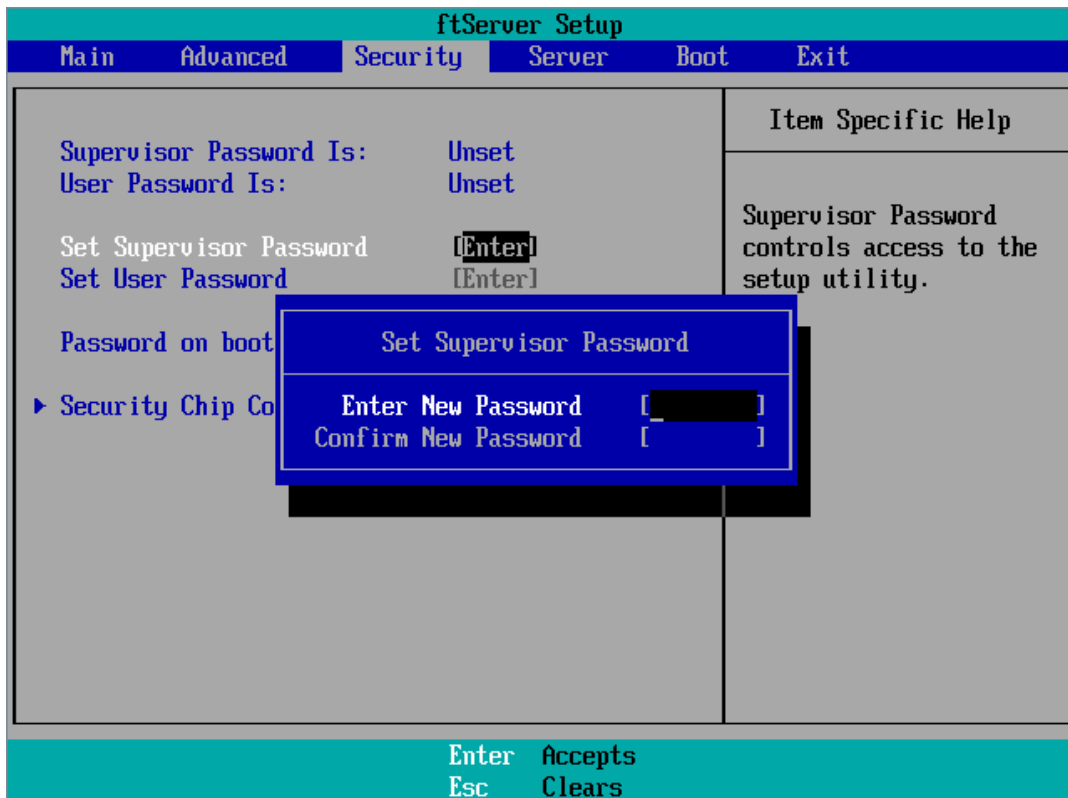 ftServer Setup
Main Advanced Security Server Boot Exit
Item Specific Help
Supervisor Password Is: Unset
User Password Is: Unset
Set Supervisor Password [Enter]
Set User Password [Enter]
Password on boot
Security Chip Co
Supervisor Password
controls access to the
setup utility.
Set Supervisor Password
Enter New Password [ ]
Confirm New Password [ ]
Enter Accepts
Esc Clears